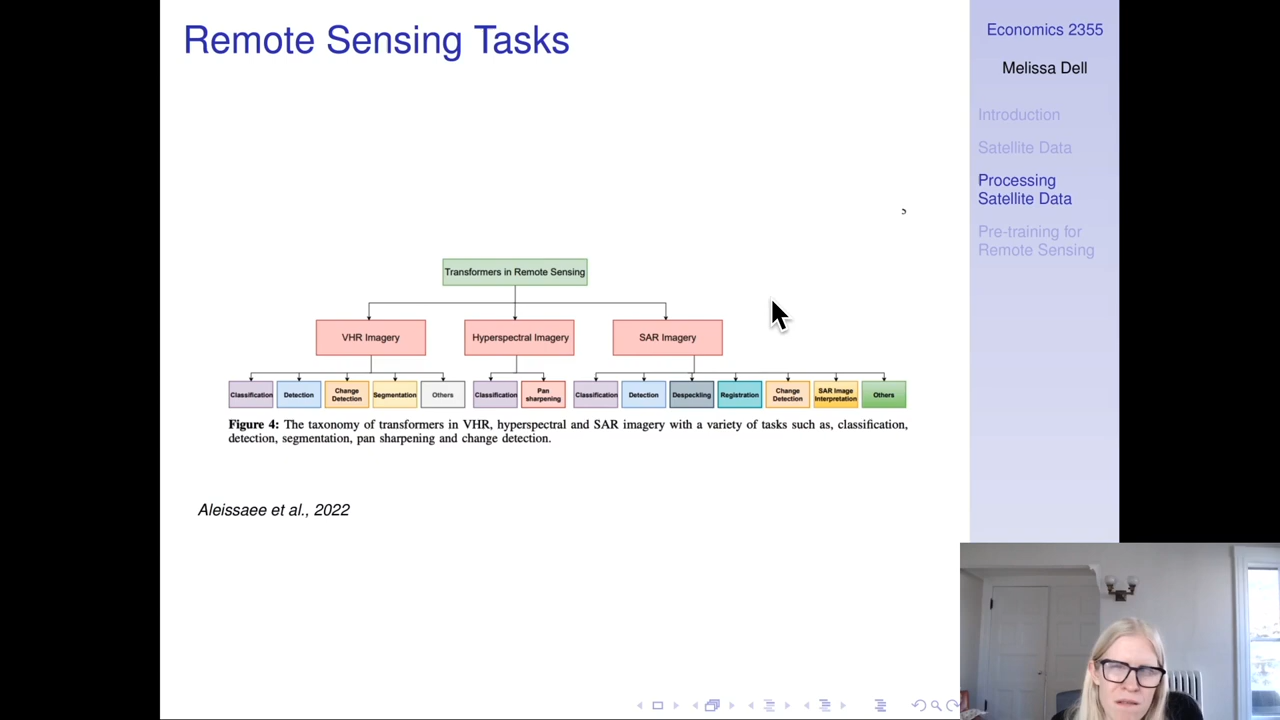 Remote Sensing Tasks
Transformers in Remote Sensing
VHR Imagery
Hyperspectral Imagery
SAR Imagery
Classification
Detection
Change
Detection
Segmentation
Others
Classification
Pan
sharpening
Classification
Detection
Despeckling
Registration
Change
Detection
SAR Image
Interpretation
Others
Figure 4: The taxonomy of transformers in VHR, hyperspectral and SAR imagery with a variety of tasks such as, classification,
detection, segmentation, pan sharpening and change detection.
Aleissaee et al., 2022
Economics 2355
Melissa Dell
Introduction
Satellite Data
Processing
Satellite Data
Pre-training for
Remote Sensing